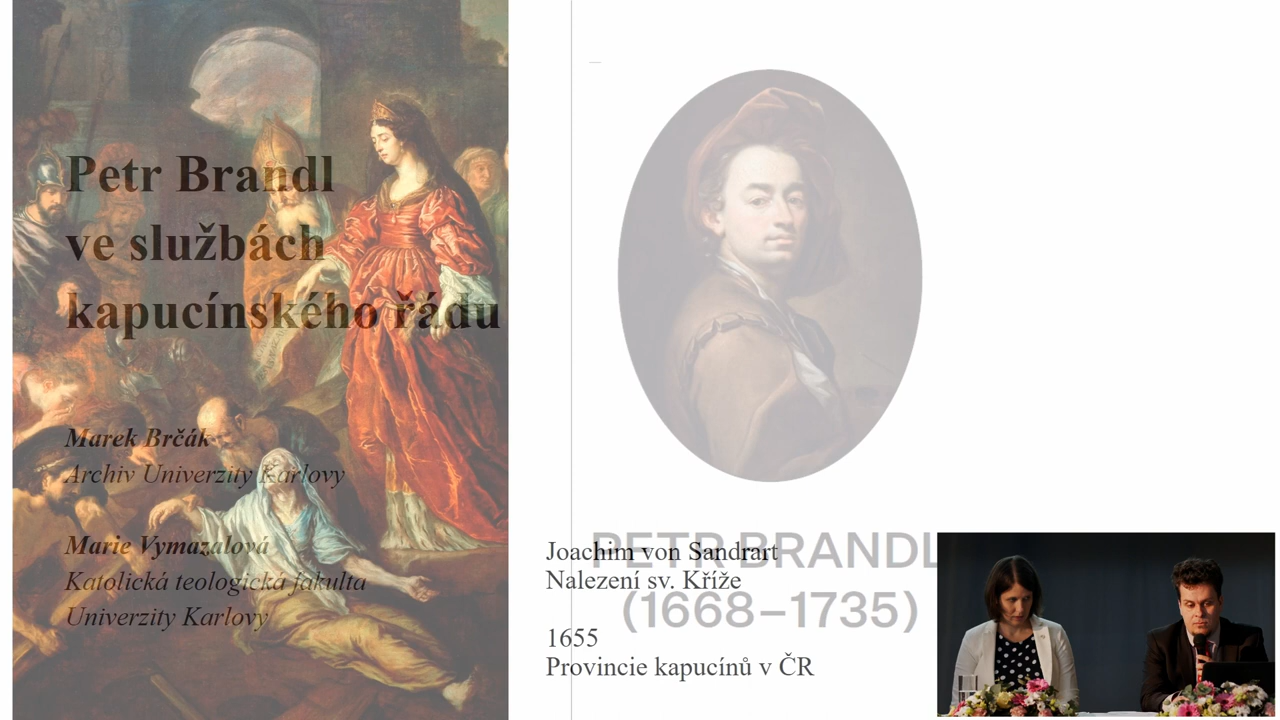 Petr Brandl
ve službách
kapucínského řádu
Marek Brčák
Archiv Univerzity Karlovy
Marie Vymazalová
Katolická teologická fakulta
Univerzity Karlovy
PETR BRANDL
(1668–1735)
Joachim von Sandrart
Nalezení sv. Kříže
1655
Provincie kapucínů v ČR